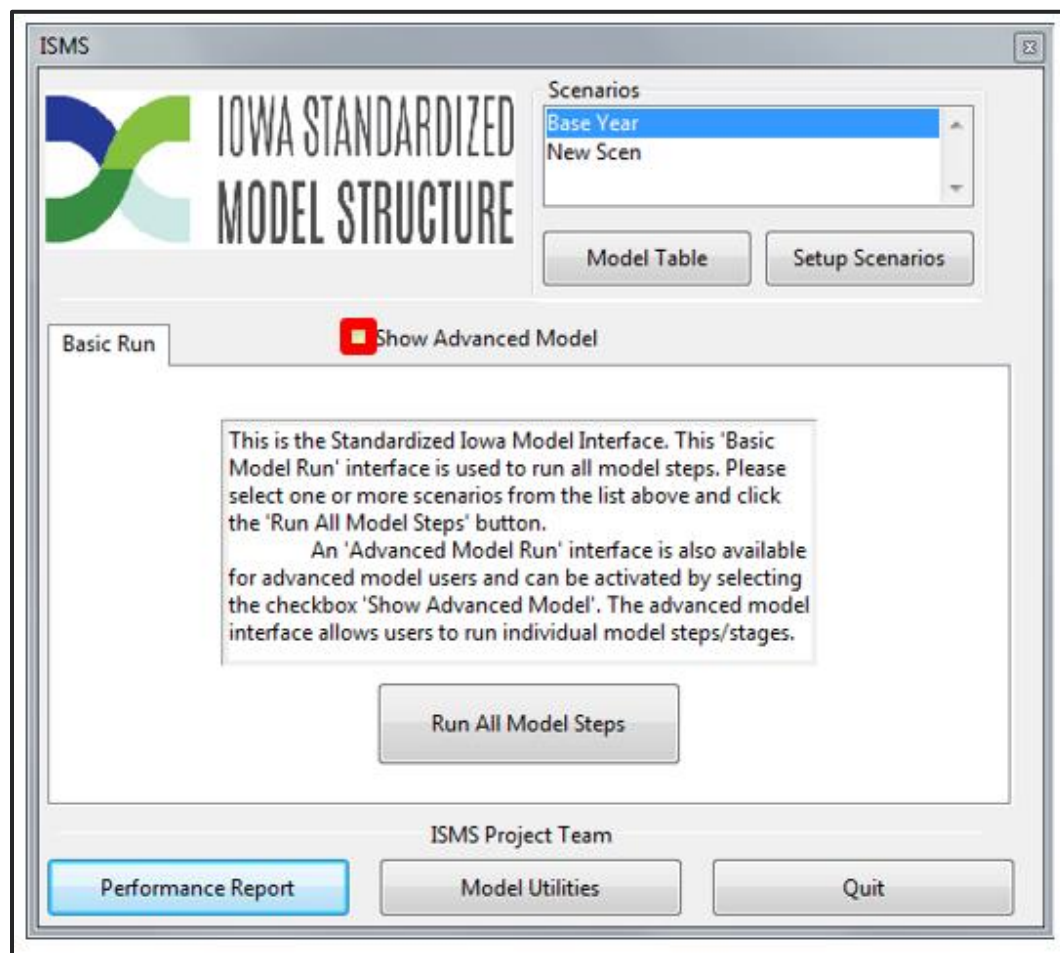 ISMS
IOWA STANDARDIZED
MODEL STRUCTURE
Scenarios
Base Year
New Scen
Model Table
Setup Scenarios
Basic Run
Show Advanced Model
This is the Standardized Iowa Model Interface. This 'Basic
Model Run' interface is used to run all model steps. Please
select one or more scenarios from the list above and click
the 'Run All Model Steps' button.
An 'Advanced Model Run' interface is also available
for advanced model users and can be activated by selecting
the checkbox 'Show Advanced Model'. The advanced model
interface allows users to run individual model steps/stages.
Run All Model Steps
ISMS Project Team
Performance Report
Model Utilities
Quit